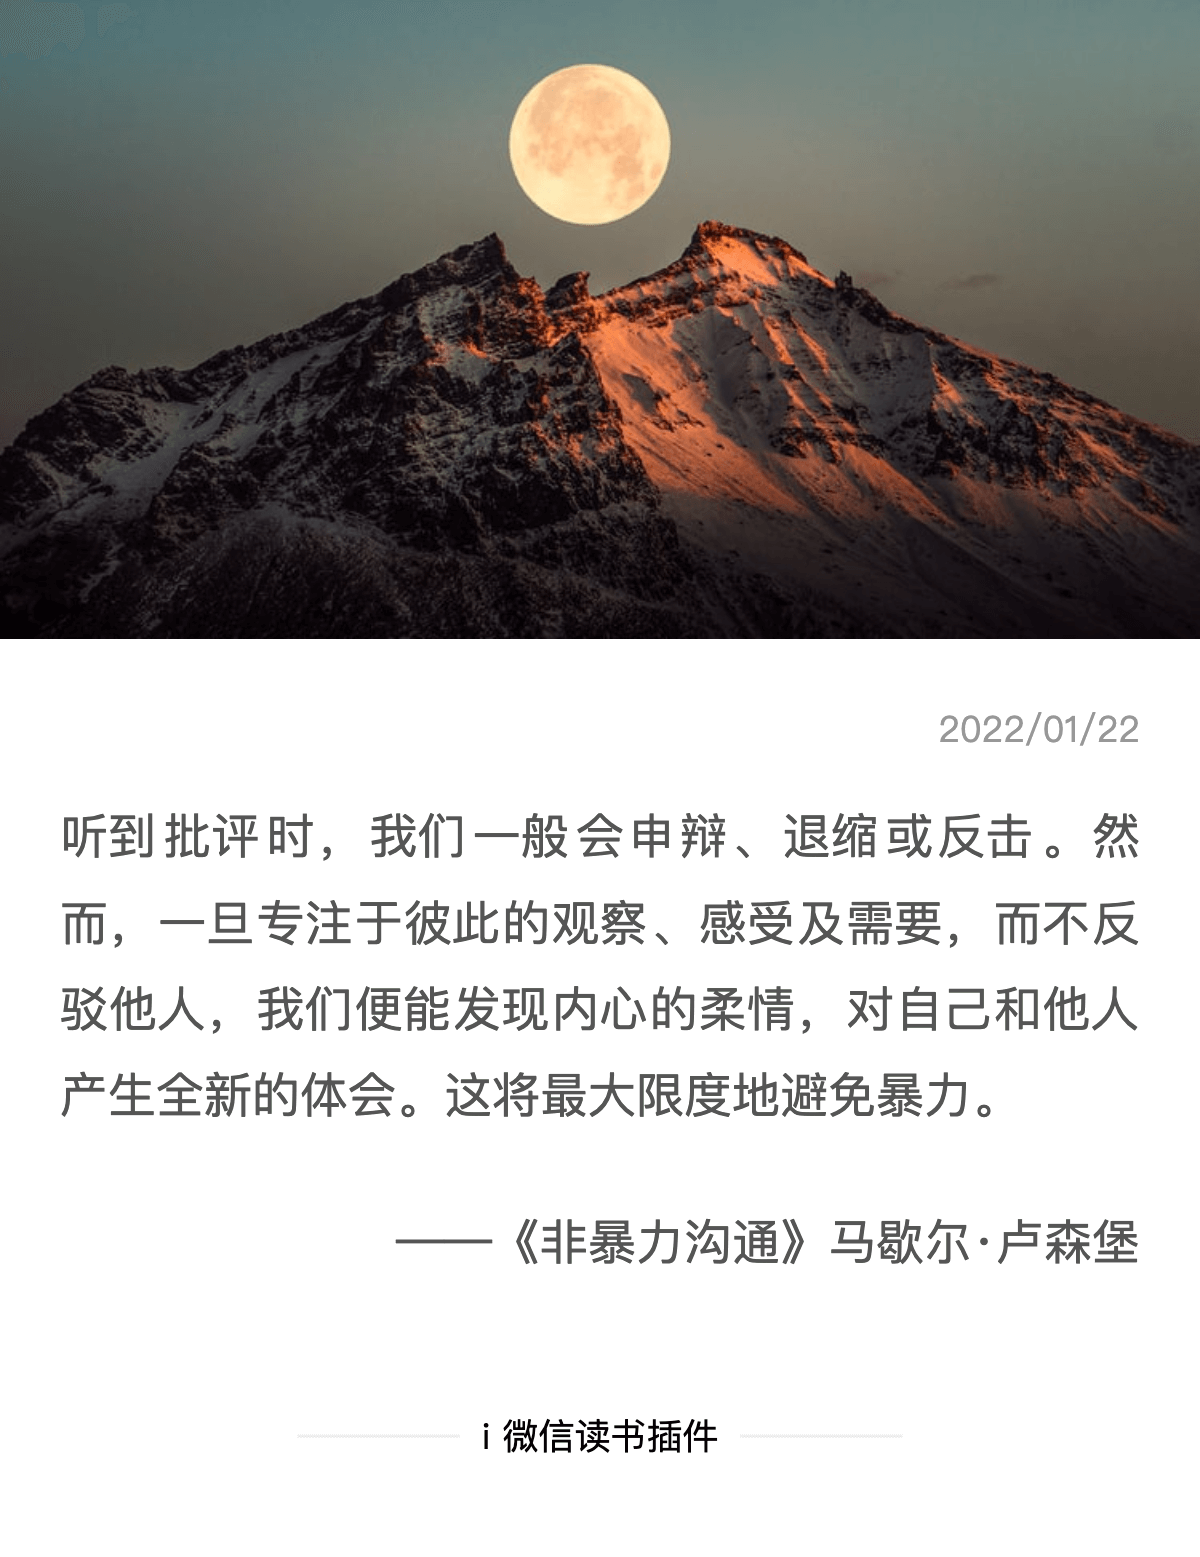 2022/01/22
听到批评时，我们一般会申辩、退缩或反击。然
而，一旦专注于彼此的观察、感受及需要，而不反
驳他人，我们便能发现内心的柔情，对自己和他人
产生全新的体会。这将最大限度地避免暴力。
——《非暴力沟通》马歇尔·卢森堡
i 微信读书插件